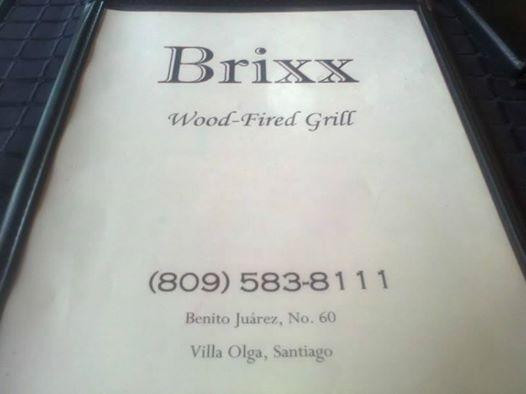 Brixx
Wood-Fired Grill
(809) 583-8111
Benito Juárez, No. 60
Villa Olga, Santiago